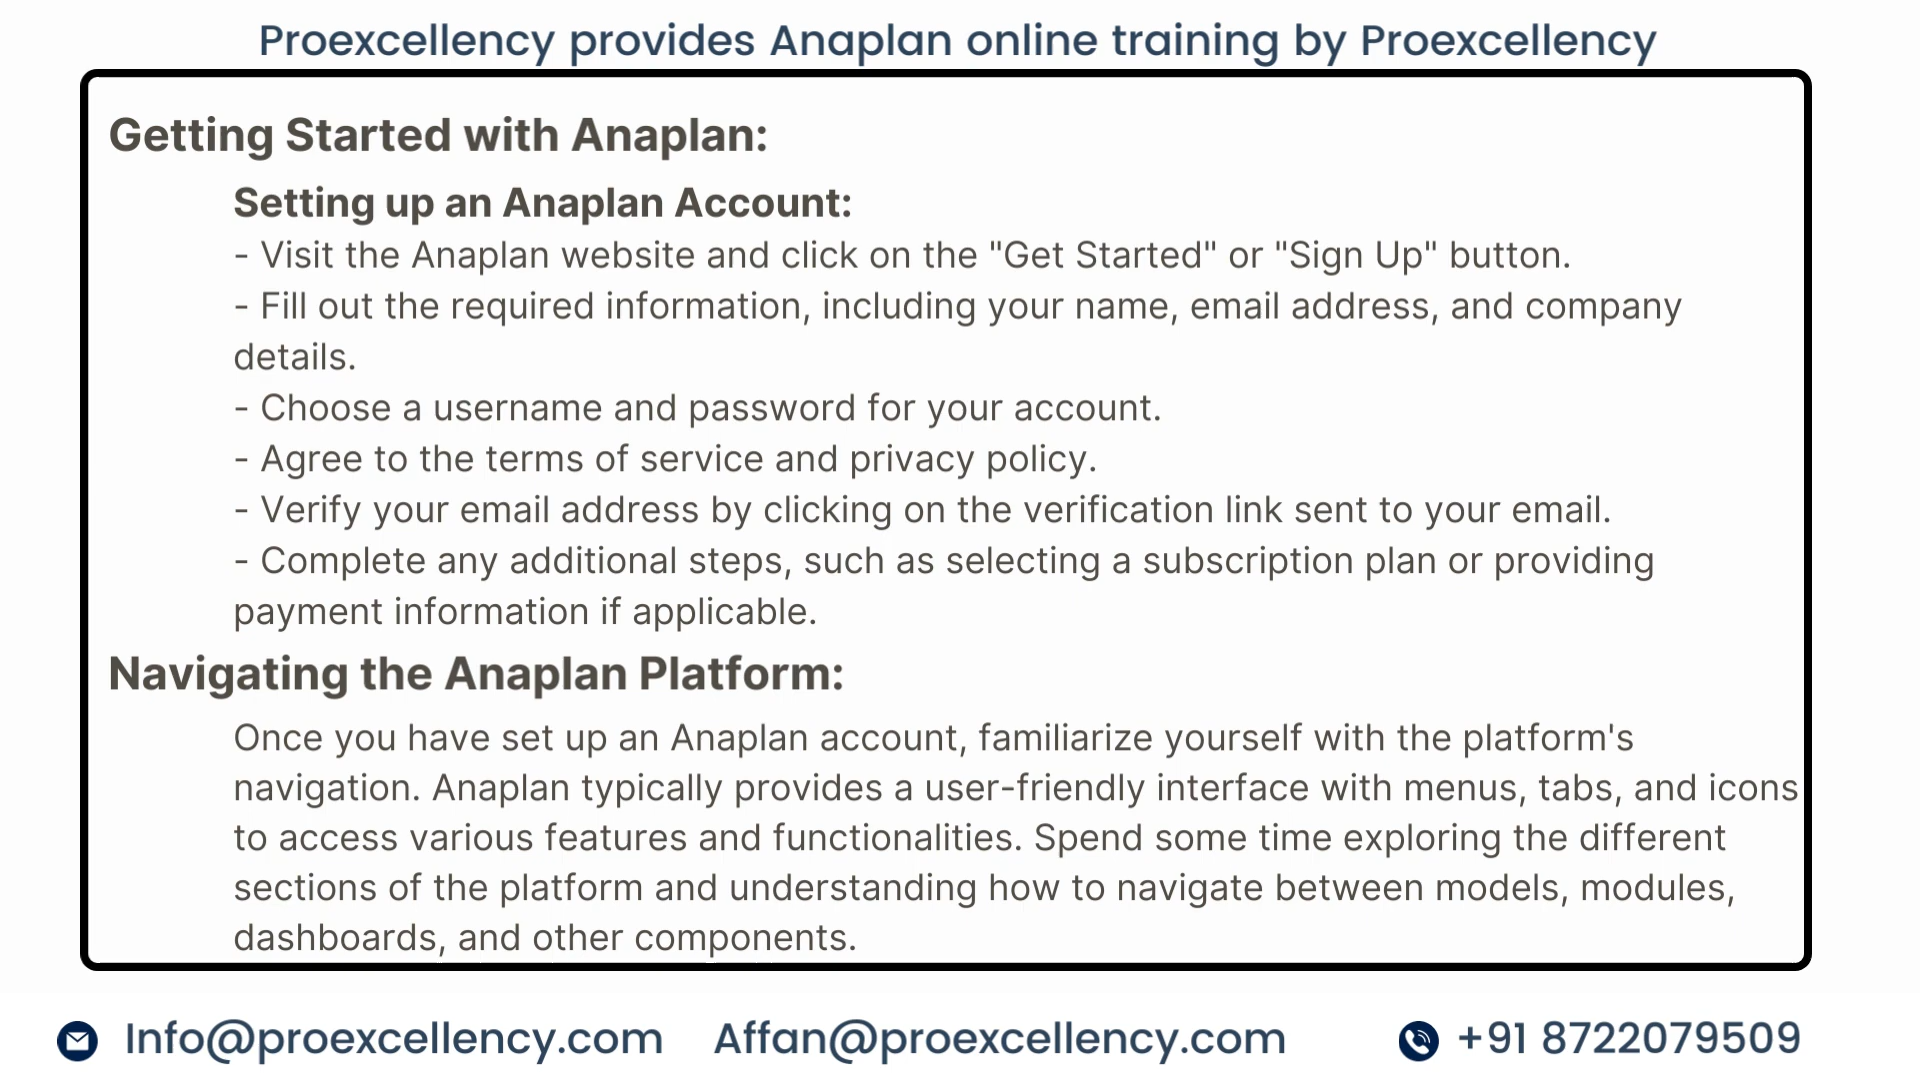 Proexcellency provides Anaplan online training by Proexcellency
Getting Started with Anaplan:
Setting up an Anaplan Account:
- Visit the Anaplan website and click on the "Get Started" or "Sign Up" button.
- Fill out the required information, including your name, email address, and company
details.
- Choose a username and password for your account.
- Agree to the terms of service and privacy policy.
- Verify your email address by clicking on the verification link sent to your email.
- Complete any additional steps, such as selecting a subscription plan or providing
payment information if applicable.
Navigating the Anaplan Platform:
Once you have set up an Anaplan account, familiarize yourself with the platform's
navigation. Anaplan typically provides a user-friendly interface with menus, tabs, and icons
to access various features and functionalities. Spend some time exploring the different
sections of the platform and understanding how to navigate between models, modules,
dashboards, and other components.
Info@proexcellency.com Affan@proexcellency.com +91 8722079509